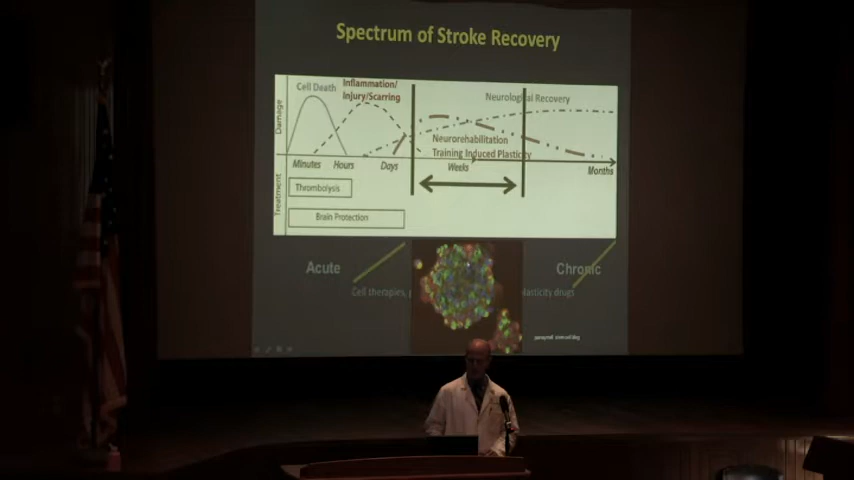 Spectrum of Stroke Recovery
Damage
Cell Death
Inflammation/
Injury/Scarring
Neurological Recovery
Neurorehabilitation
Training Induced Plasticity
Minutes
Hours
Days
Weeks
Months
Treatment
Thrombolysis
Brain Protection
Acute
Chronic
Cell therapies,
plasticity drugs